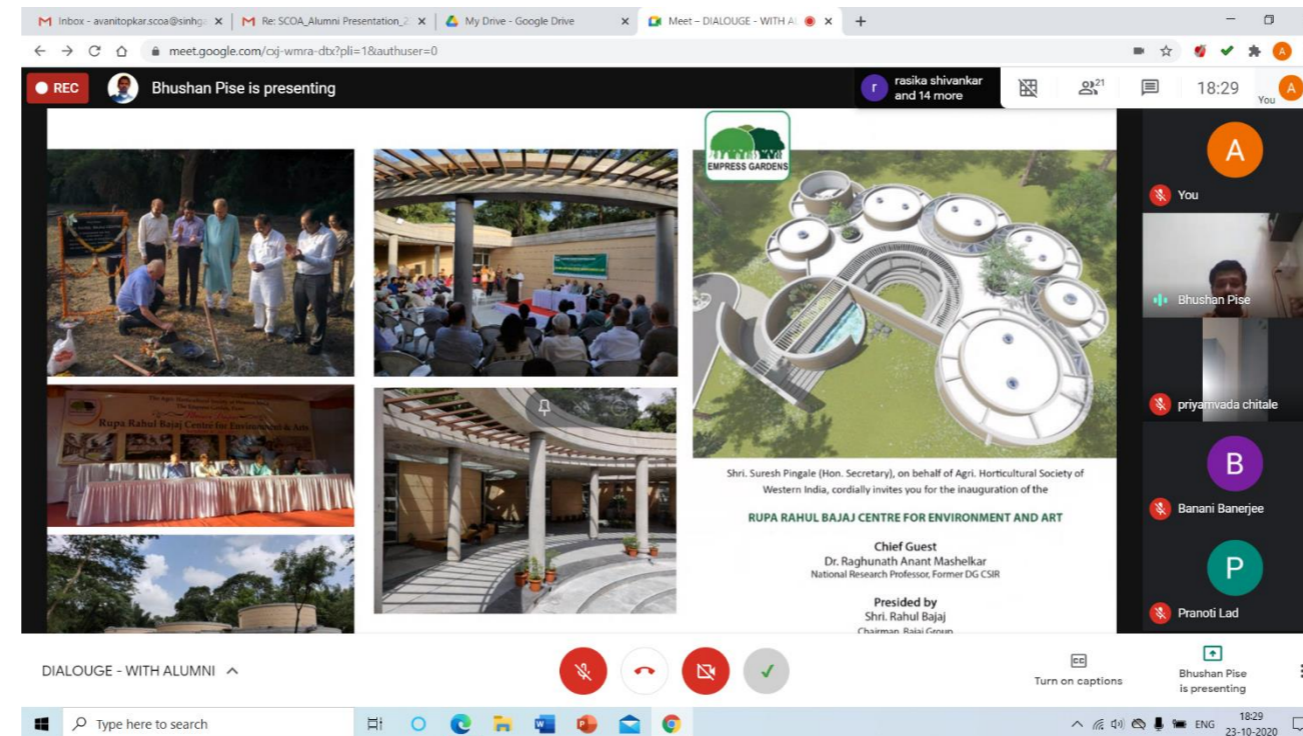 Inbox - avanitopkar.scoa@sinhg
Re: SCOA_Alumni Presentation_2
My Drive - Google Drive
Meet – DIALOUGE - WITH A
meet.google.com/cxj-wmra-dtx?pli=1&authuser=0
A
REC
Bhushan Pise is presenting
r
rasika shivankar
and 14 more
21
18:29
You
A
EMPRESS GARDENS
Rupa Rahul Bajaj Centre for Environment & Arts
Shri. Suresh Pingale (Hon. Secretary), on behalf of Agri. Horticultural Society of
Western India, cordially invites you for the inauguration of the
RUPA RAHUL BAJAJ CENTRE FOR ENVIRONMENT AND ART
Chief Guest
Dr. Raghunath Anant Mashelkar
National Research Professor, Former DG CSIR
Presided by
Shri. Rahul Bajaj
Chairman, Bajaj Group
A
You
Bhushan Pise
priyamvada chitale
B
Banani Banerjee
P
Pranoti Lad
DIALOUGE - WITH ALUMNI
CC
Turn on captions
Bhushan Pise
is presenting
Type here to search
ENG
18:29
23-10-2020